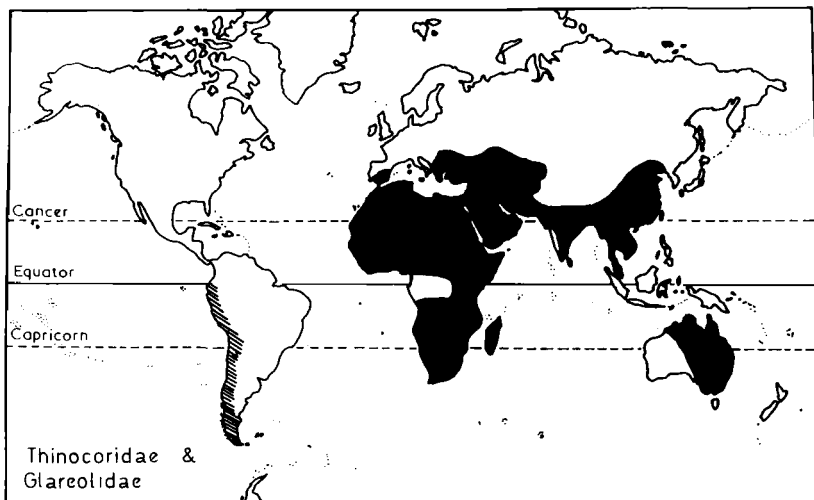 Cancer
Equator
Capricorn
Thinocoridae &
Glareolidae